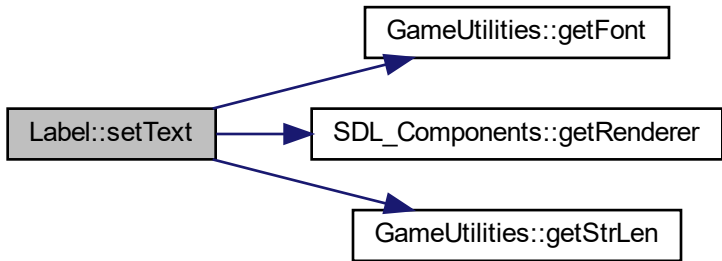 GameUtilities::getFont
Label::setText
SDL_Components::getRenderer
GameUtilities::getStrLen